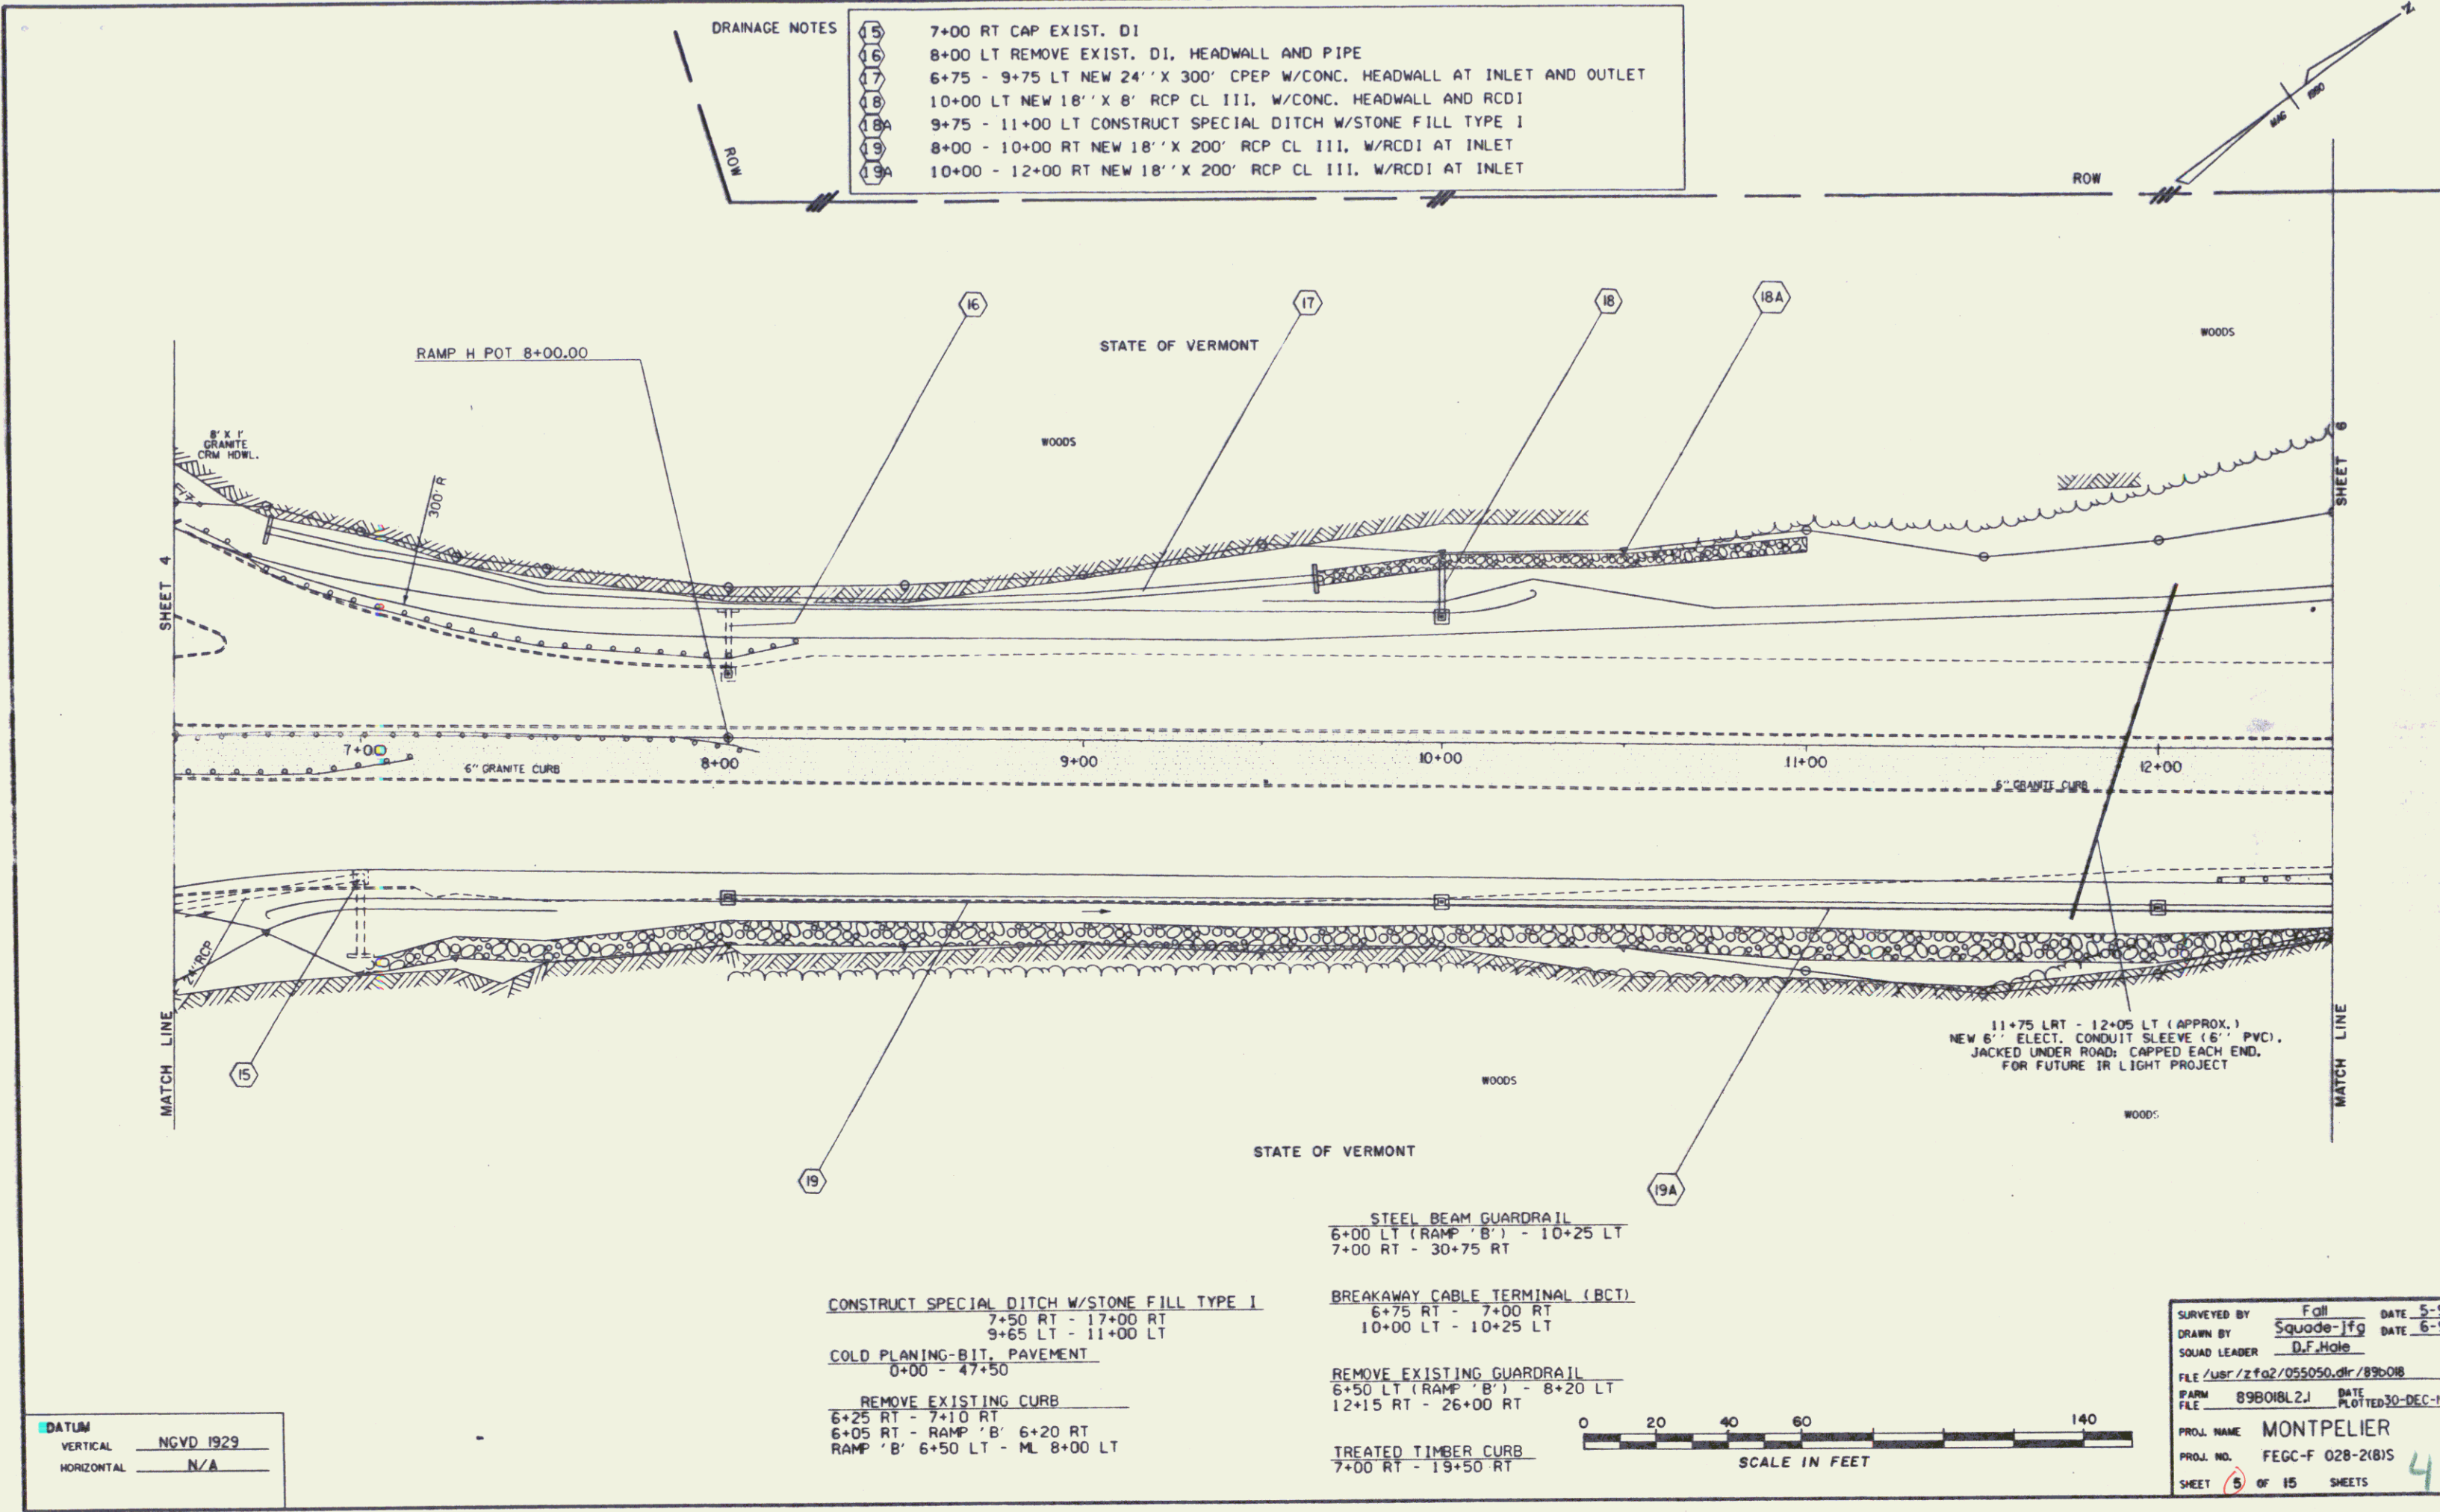 DRAINAGE NOTES
15 7+00 RT CAP EXIST. DI
16 8+00 LT REMOVE EXIST. DI, HEADWALL AND PIPE
17 6+75 - 9+75 LT NEW 24'' X 300' CPEP W/CONC. HEADWALL AT INLET AND OUTLET
18 10+00 LT NEW 18'' X 8' RCP CL III, W/CONC. HEADWALL AND RCDI
18A 9+75 - 11+00 LT CONSTRUCT SPECIAL DITCH W/STONE FILL TYPE I
19 8+00 - 10+00 RT NEW 18'' X 200' RCP CL III, W/RCDI AT INLET
19A 10+00 - 12+00 RT NEW 18'' X 200' RCP CL III, W/RCDI AT INLET
ROW
ROW
MAG
1990
Z
16
17
18
18A
WOODS
STATE OF VERMONT
RAMP H POT 8+00.00
WOODS
8' X 1'
GRANITE
CRM HDWL.
300' R
SHEET 4
SHEET 6
7+00
8+00
9+00
10+00
11+00
12+00
6'' GRANITE CURB
6'' GRANITE CURB
24''RCP
MATCH LINE
MATCH LINE
15
19
19A
11+75 LRT - 12+05 LT (APPROX.)
NEW 6'' ELECT. CONDUIT SLEEVE (6'' PVC),
JACKED UNDER ROAD; CAPPED EACH END,
FOR FUTURE IR LIGHT PROJECT
WOODS
WOODS
STATE OF VERMONT
STEEL BEAM GUARDRAIL
6+00 LT (RAMP 'B') - 10+25 LT
7+00 RT - 30+75 RT
CONSTRUCT SPECIAL DITCH W/STONE FILL TYPE I
7+50 RT - 17+00 RT
9+65 LT - 11+00 LT
COLD PLANING-BIT. PAVEMENT
0+00 - 47+50
REMOVE EXISTING CURB
6+25 RT - 7+10 RT
6+05 RT - RAMP 'B' 6+20 RT
RAMP 'B' 6+50 LT - ML 8+00 LT
BREAKAWAY CABLE TERMINAL (BCT)
6+75 RT - 7+00 RT
10+00 LT - 10+25 LT
REMOVE EXISTING GUARDRAIL
6+50 LT (RAMP 'B') - 8+20 LT
12+15 RT - 26+00 RT
TREATED TIMBER CURB
7+00 RT - 19+50 RT
0 20 40 60 140
SCALE IN FEET
DATUM
VERTICAL NGVD 1929
HORIZONTAL N/A
SURVEYED BY Fall DATE 5-
DRAWN BY Squade-jfg DATE 6-
SQUAD LEADER D.F.Hale
FILE /usr/zfa2/055050.dir/89b018
PARM FILE 89B018L2.I DATE PLOTTED 30-DEC-
PROJ. NAME MONTPELIER
PROJ. NO. FEGC-F 028-2(8)S
SHEET 5 OF 15 SHEETS
4